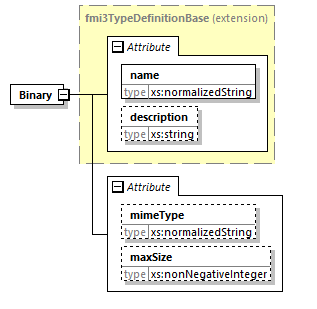 fmi3TypeDefinitionBase (extension)
Attribute
name
type xs:normalizedString
description
type xs:string
Binary
Attribute
mimeType
type xs:normalizedString
maxSize
type xs:nonNegativeInteger